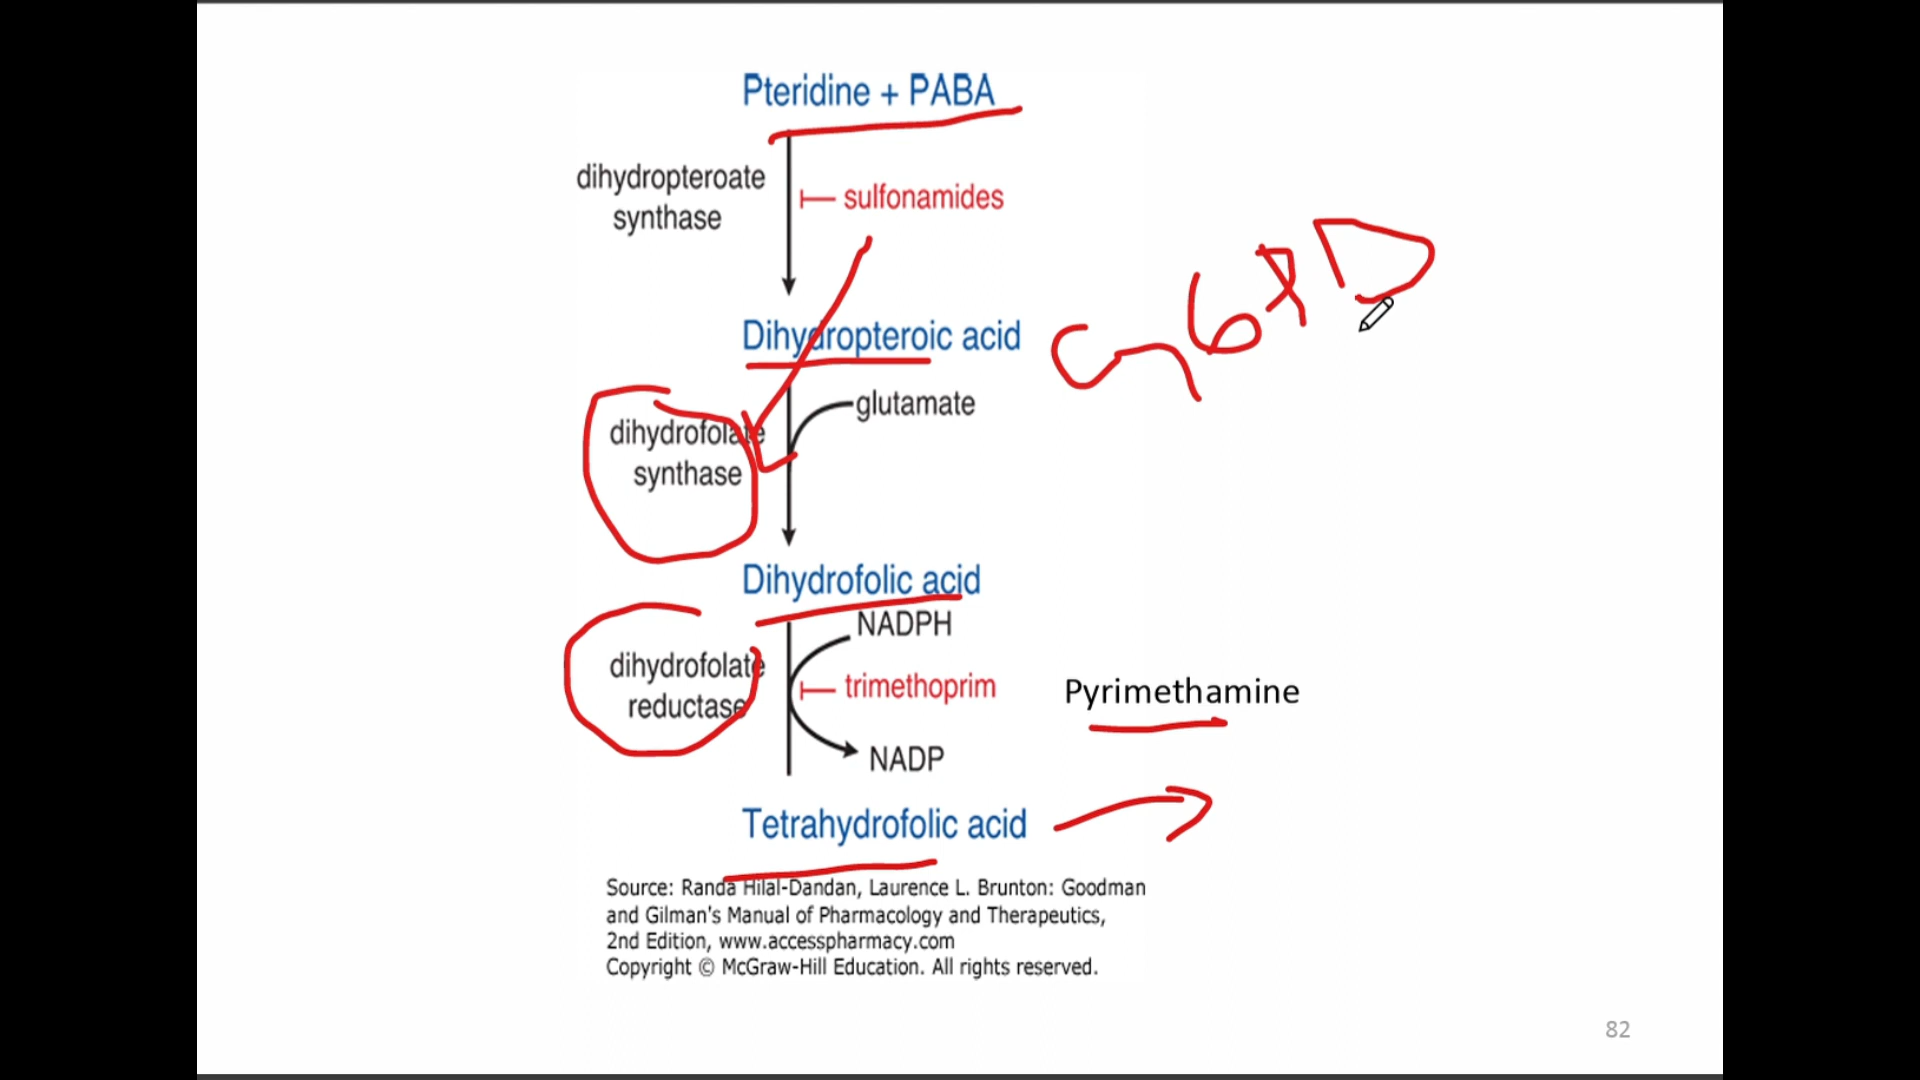 Pteridine + PABA
dihydropteroate
synthase
sulfonamides
Dihydropteroic acid
G6PD
glutamate
dihydrofolate
synthase
Dihydrofolic acid
NADPH
dihydrofolate
reductase
trimethoprim
Pyrimethamine
NADP
Tetrahydrofolic acid
Source: Randa Hilal-Dandan, Laurence L. Brunton: Goodman
and Gilman's Manual of Pharmacology and Therapeutics,
2nd Edition, www.accesspharmacy.com
Copyright © McGraw-Hill Education. All rights reserved.
82